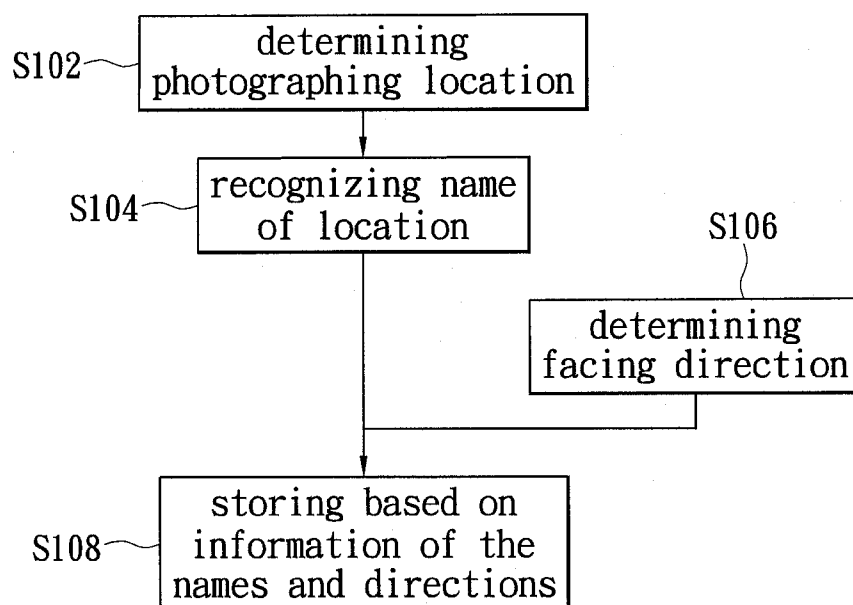 S102
determining
photographing location
S104
recognizing name
of location
S106
determining
facing direction
S108
storing based on
information of the
names and directions